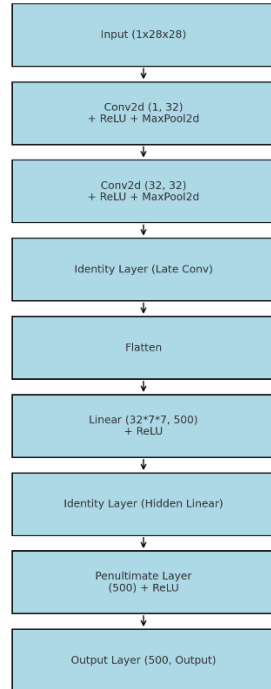 Input (1x28x28)
Conv2d (1, 32)
+ ReLU + MaxPool2d
Conv2d (32, 32)
+ ReLU + MaxPool2d
Identity Layer (Late Conv)
Flatten
Linear (32*7*7, 500)
+ ReLU
Identity Layer (Hidden Linear)
Penultimate Layer
(500) + ReLU
Output Layer (500, Output)